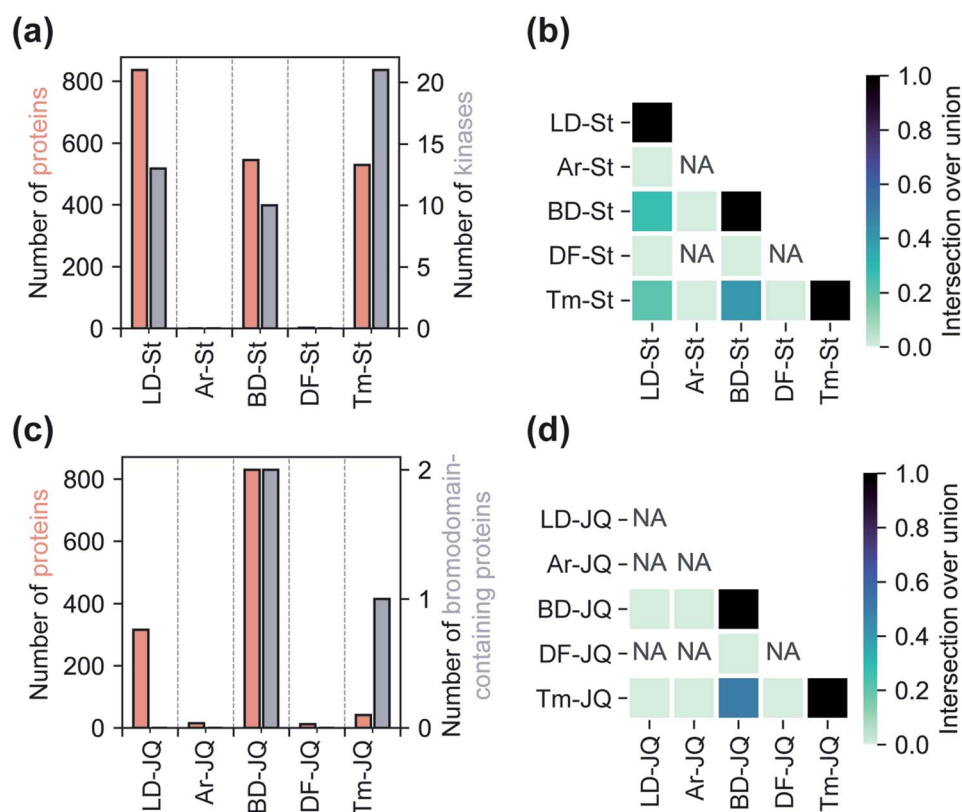 (a)
Number of proteins
800
600
400
200
0
20
15
10
5
0
Number of kinases
LD-St
Ar-St
BD-St
DF-St
Tm-St
(b)
LD-St
Ar-St
NA
BD-St
DF-St
NA
NA
Tm-St
LD-St
Ar-St
BD-St
DF-St
Tm-St
1.0
0.8
0.6
0.4
0.2
0.0
Intersection over union
(c)
Number of proteins
800
600
400
200
0
2
1
0
Number of bromodomain-
containing proteins
LD-JQ
Ar-JQ
BD-JQ
DF-JQ
Tm-JQ
(d)
LD-JQ
NA
Ar-JQ
NA
NA
BD-JQ
DF-JQ
NA
NA
NA
Tm-JQ
LD-JQ
Ar-JQ
BD-JQ
DF-JQ
Tm-JQ
1.0
0.8
0.6
0.4
0.2
0.0
Intersection over union